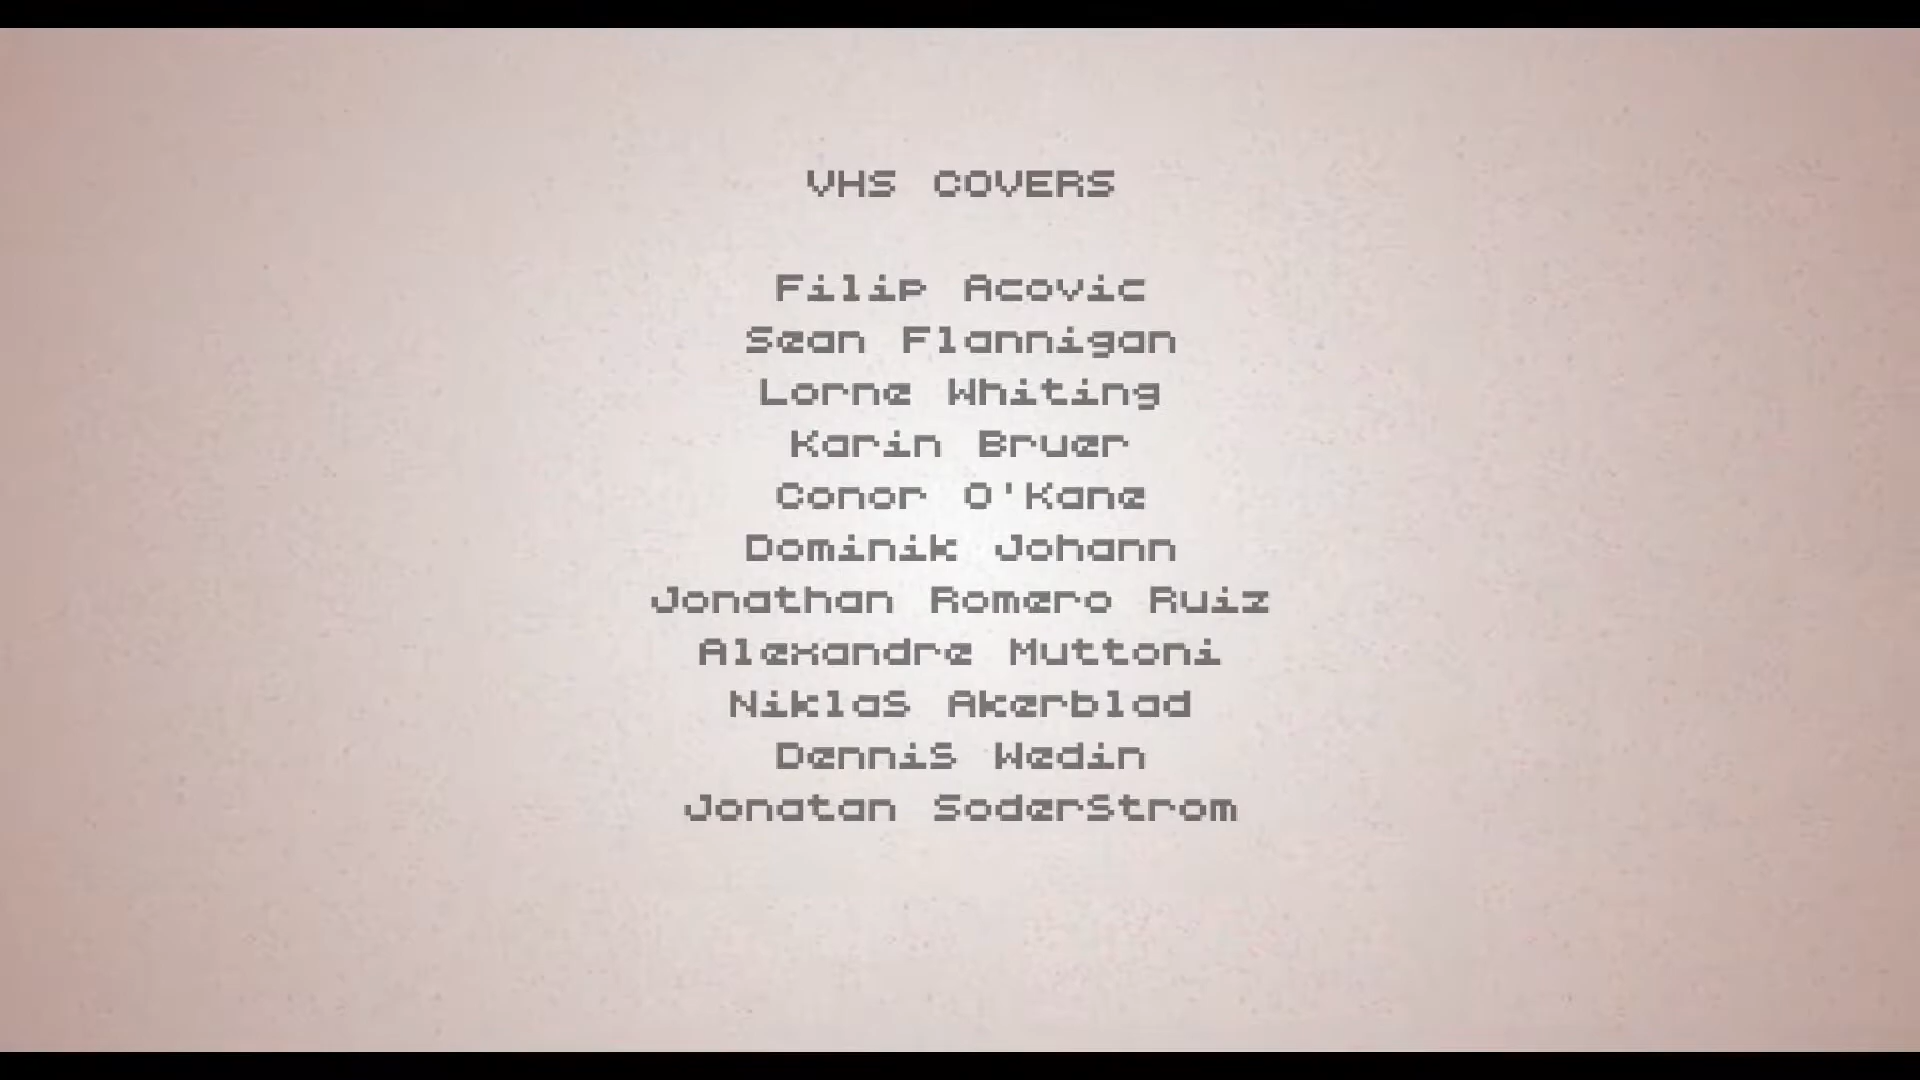 VHS COVERS
Filip Acovic
Sean Flannigan
Lorne Whiting
Karin Bruer
Conor O'Kane
Dominik Johann
Jonathan Romero Ruiz
Alexandre Muttoni
NiklaS Akerblad
DenniS Wedin
Jonatan SoderStrom